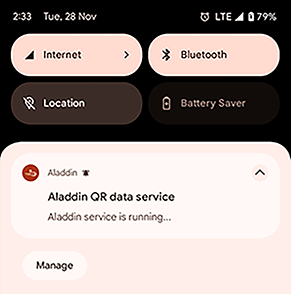 2:33 Tue, 28 Nov LTE 79%
Internet Bluetooth
Location Battery Saver
Aladdin
Aladdin QR data service
Aladdin service is running...
Manage